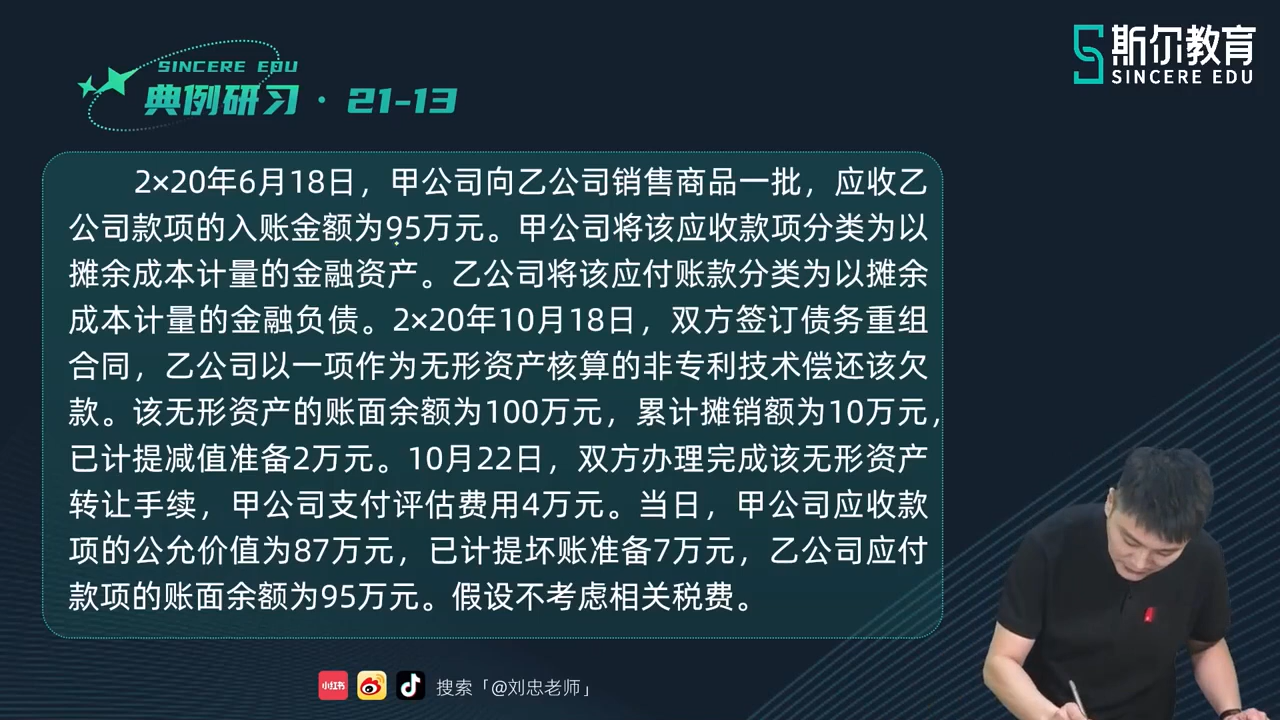 斯尔教育
SINCERE EDU
SINCERE EDU
典例研习·21-13
2×20年6月18日，甲公司向乙公司销售商品一批，应收乙
公司款项的入账金额为95万元。甲公司将该应收款项分类为以
摊余成本计量的金融资产。乙公司将该应付账款分类为以摊余
成本计量的金融负债。2×20年10月18日，双方签订债务重组
合同，乙公司以一项作为无形资产核算的非专利技术偿还该欠
款。该无形资产的账面余额为100万元，累计摊销额为10万元，
已计提减值准备2万元。10月22日，双方办理完成该无形资产
转让手续，甲公司支付评估费用4万元。当日，甲公司应收款
项的公允价值为87万元，已计提坏账准备7万元，乙公司应付
款项的账面余额为95万元。假设不考虑相关税费。
小红书
搜索「@刘忠老师」